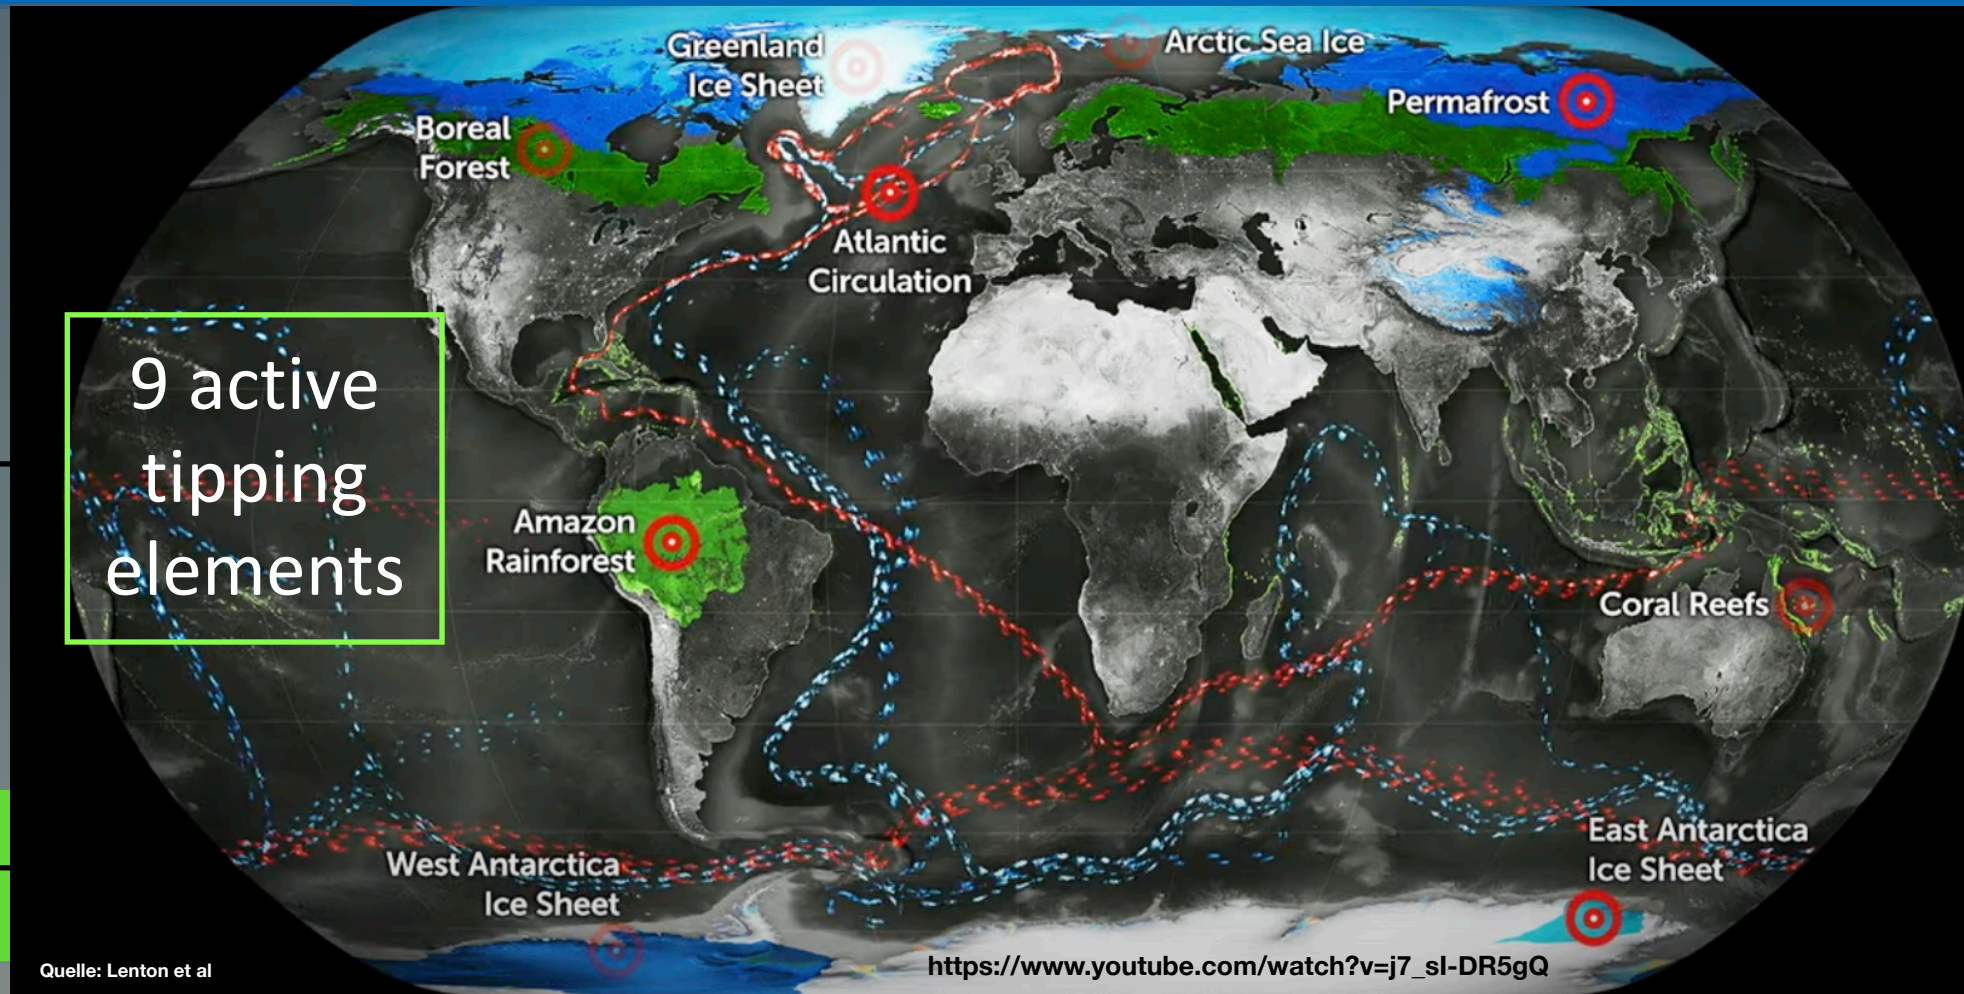 Greenland
Ice Sheet
Arctic Sea Ice
Permafrost
Boreal
Forest
Atlantic
Circulation
9 active
tipping
elements
Amazon
Rainforest
Coral Reefs
East Antarctica
Ice Sheet
West Antarctica
Ice Sheet
Quelle: Lenton et al
https://www.youtube.com/watch?v=j7_sI-DR5gQ